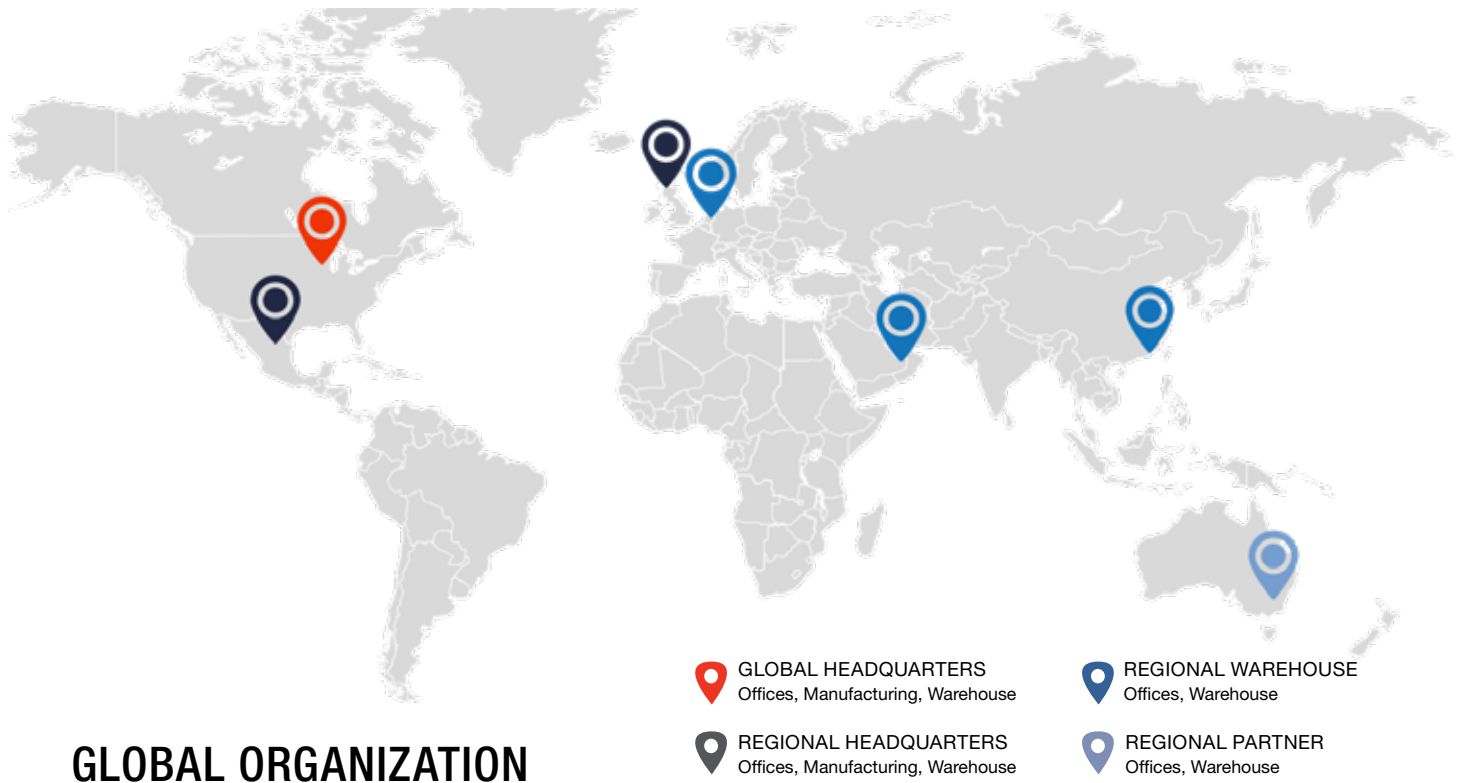 GLOBAL HEADQUARTERS
Offices, Manufacturing, Warehouse
REGIONAL HEADQUARTERS
Offices, Manufacturing, Warehouse
REGIONAL WAREHOUSE
Offices, Warehouse
REGIONAL PARTNER
Offices, Warehouse
GLOBAL ORGANIZATION